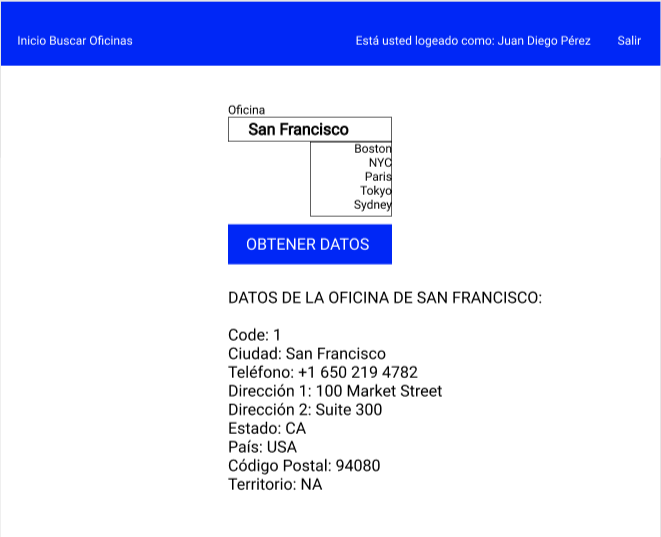 Inicio Buscar Oficinas Está usted logeado como: Juan Diego Pérez Salir
Oficina
San Francisco
Boston
NYC
Paris
Tokyo
Sydney
OBTENER DATOS
DATOS DE LA OFICINA DE SAN FRANCISCO:
Code: 1
Ciudad: San Francisco
Teléfono: +1 650 219 4782
Dirección 1: 100 Market Street
Dirección 2: Suite 300
Estado: CA
País: USA
Código Postal: 94080
Territorio: NA